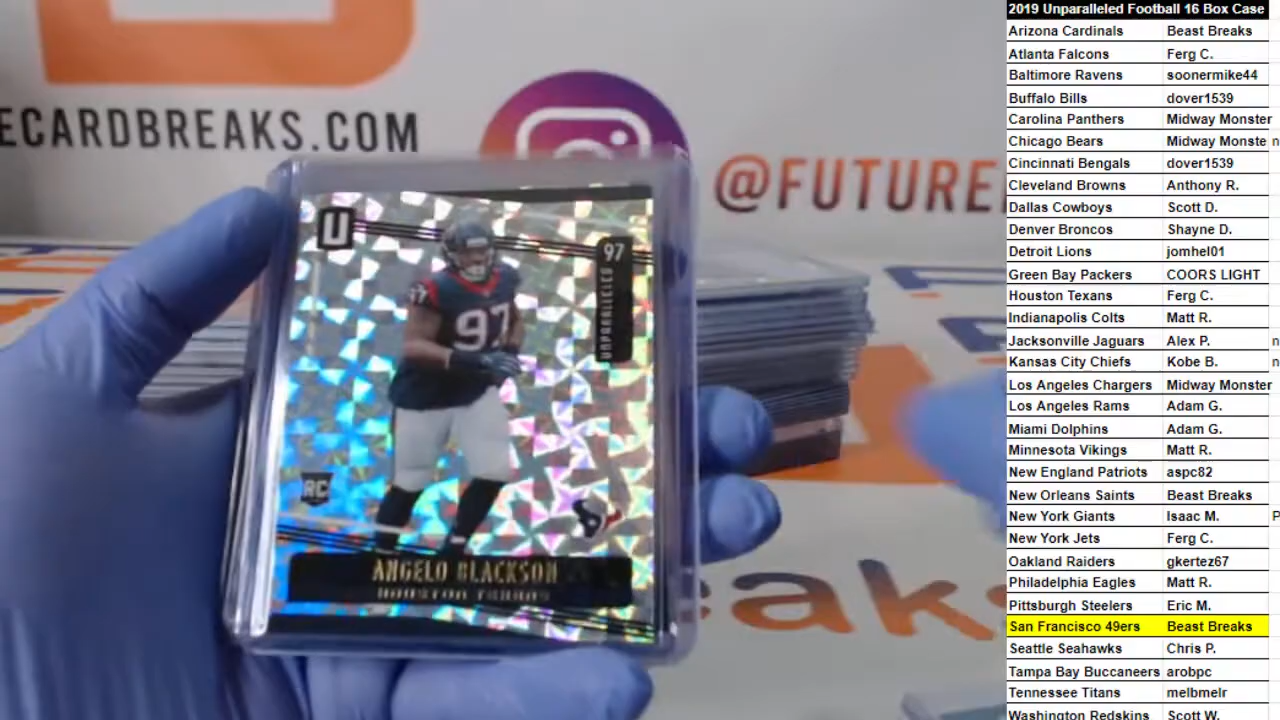 ECARDBREAKS.COM
@FUTURE
U
97
UNPARALLELED
97
RC
ANGELO BLACKSON
HOUSTON TEXANS
eaks
2019 Unparalleled Football 16 Box Case
Arizona Cardinals Beast Breaks
Atlanta Falcons Ferg C.
Baltimore Ravens soonermike44
Buffalo Bills dover1539
Carolina Panthers Midway Monster
Chicago Bears Midway Monste n
Cincinnati Bengals dover1539
Cleveland Browns Anthony R.
Dallas Cowboys Scott D.
Denver Broncos Shayne D.
Detroit Lions jomhel01
Green Bay Packers COORS LIGHT
Houston Texans Ferg C.
Indianapolis Colts Matt R.
Jacksonville Jaguars Alex P. n
Kansas City Chiefs Kobe B. n
Los Angeles Chargers Midway Monster
Los Angeles Rams Adam G.
Miami Dolphins Adam G.
Minnesota Vikings Matt R.
New England Patriots aspc82
New Orleans Saints Beast Breaks
New York Giants Isaac M. P
New York Jets Ferg C.
Oakland Raiders gkertez67
Philadelphia Eagles Matt R.
Pittsburgh Steelers Eric M.
San Francisco 49ers Beast Breaks
Seattle Seahawks Chris P.
Tampa Bay Buccaneers arobpc
Tennessee Titans melbmelr
Washington Redskins Scott W.